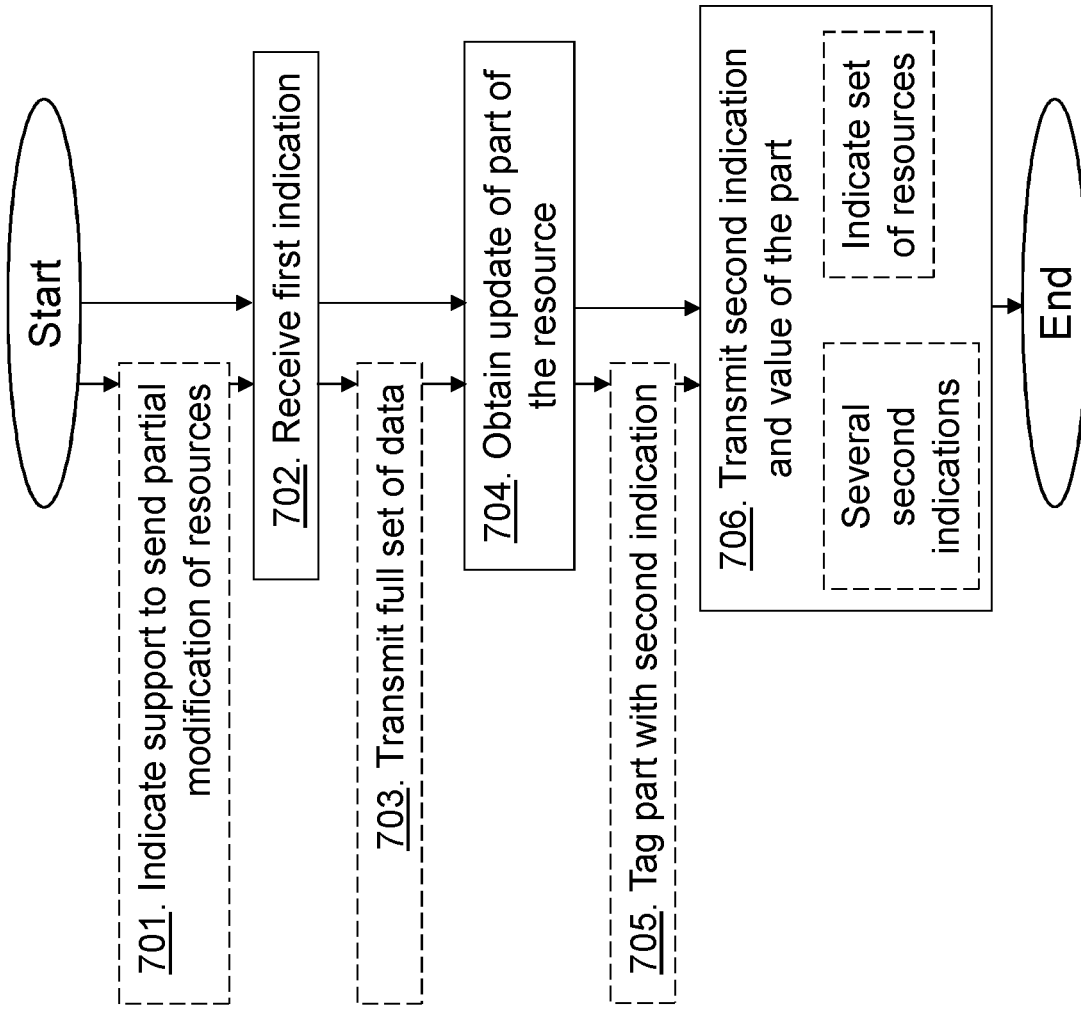 Start
701. Indicate support to send partial
modification of resources
702. Receive first indication
703. Transmit full set of data
704. Obtain update of part of
the resource
705. Tag part with second indication
706. Transmit second indication
and value of the part
Several
second
indications
Indicate set
of resources
End